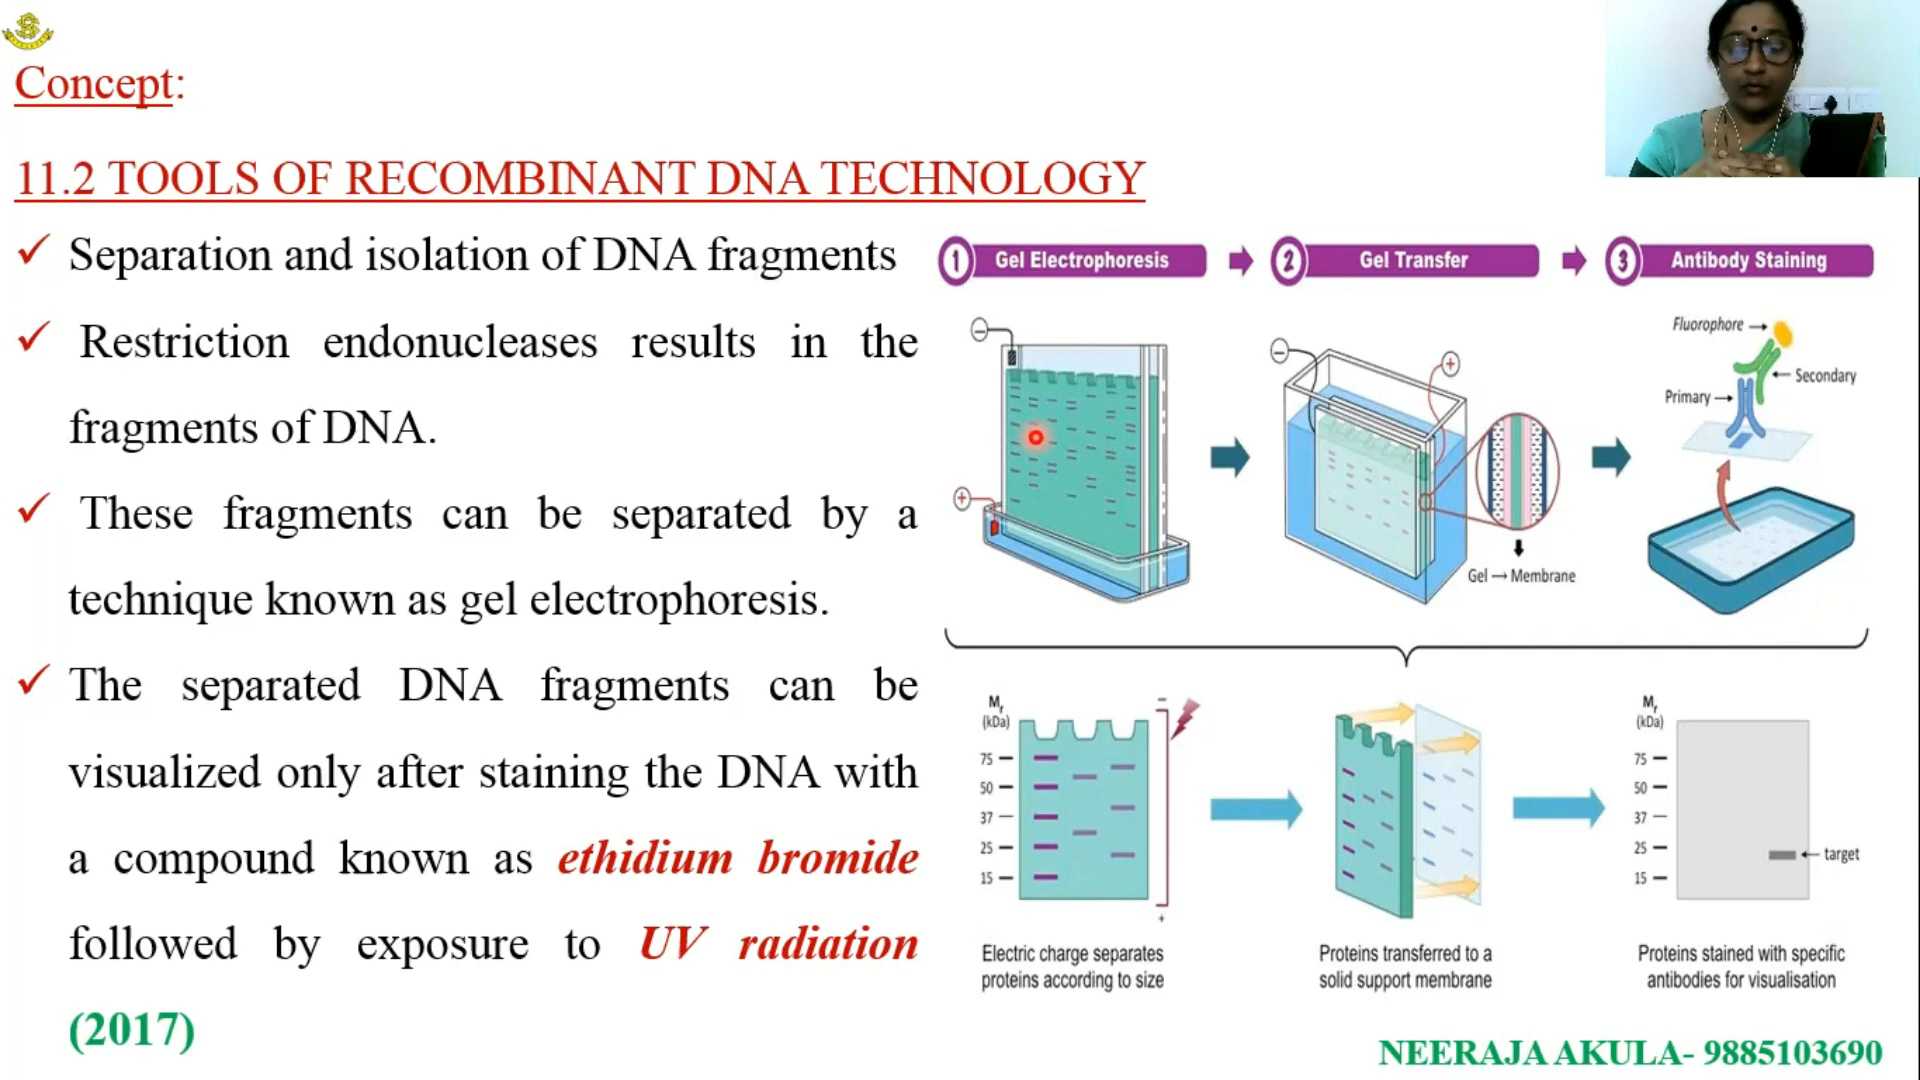 Concept:
11.2 TOOLS OF RECOMBINANT DNA TECHNOLOGY
✓ Separation and isolation of DNA fragments
✓ Restriction endonucleases results in the
fragments of DNA.
✓ These fragments can be separated by a
technique known as gel electrophoresis.
✓ The separated DNA fragments can be
visualized only after staining the DNA with
a compound known as ethidium bromide
followed by exposure to UV radiation
(2017)
1 Gel Electrophoresis
2 Gel Transfer
3 Antibody Staining
−
+
−
+
Gel → Membrane
Fluorophore
Secondary
Primary
Mr
(kDa)
75
50
37
25
15
−
+
Electric charge separates
proteins according to size
Proteins transferred to a
solid support membrane
Mr
(kDa)
75
50
37
25
15
target
Proteins stained with specific
antibodies for visualisation
NEERAJA AKULA- 9885103690